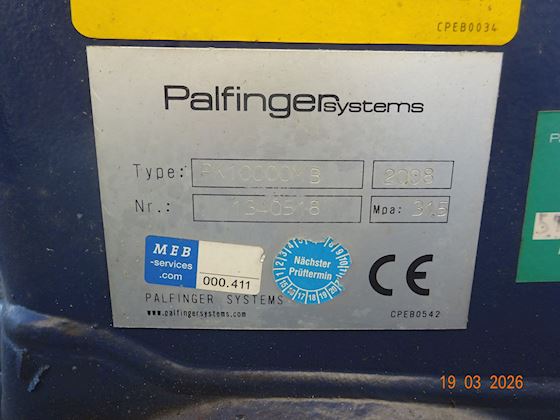 CPEB0034
Palfinger systems
Type: PK10000MB 2008
Nr.: 1340518 Mpa: 31.5
MEB
-services
.com
000.411
Nächster
Prüftermin
PALFINGER SYSTEMS
www.palfingersystems.com
CPEB0542
19 03 2026